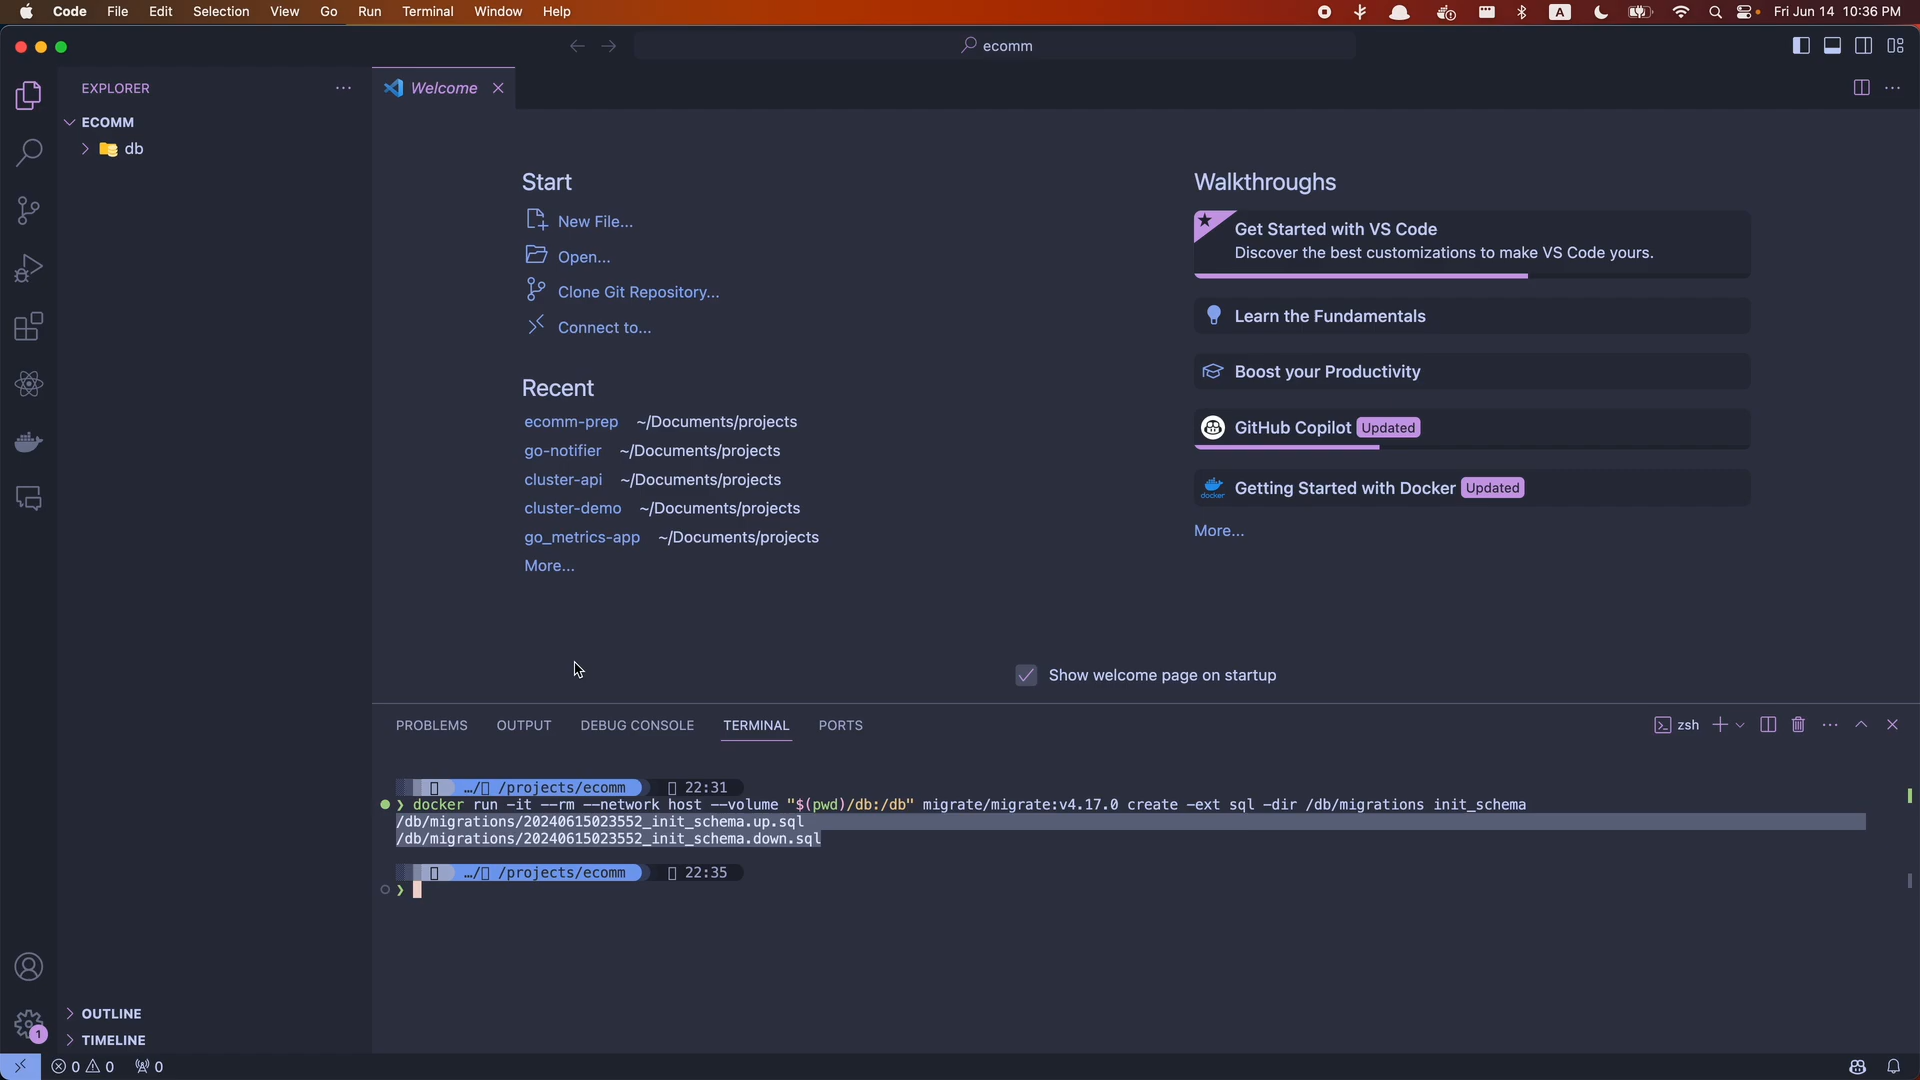 Code File Edit Selection View Go Run Terminal Window Help
A
Fri Jun 14 10:36 PM
ecomm
EXPLORER
Welcome
ECOMM
db
Start
New File...
Open...
Clone Git Repository...
Connect to...
Recent
ecomm-prep ~/Documents/projects
go-notifier ~/Documents/projects
cluster-api ~/Documents/projects
cluster-demo ~/Documents/projects
go_metrics-app ~/Documents/projects
More...
Walkthroughs
Get Started with VS Code
Discover the best customizations to make VS Code yours.
Learn the Fundamentals
Boost your Productivity
GitHub Copilot Updated
docker Getting Started with Docker Updated
More...
Show welcome page on startup
PROBLEMS OUTPUT DEBUG CONSOLE TERMINAL PORTS
zsh
…/▯ /projects/ecomm ▯ 22:31
❯ docker run -it --rm --network host --volume "$(pwd)/db:/db" migrate/migrate:v4.17.0 create -ext sql -dir /db/migrations init_schema
/db/migrations/20240615023552_init_schema.up.sql
/db/migrations/20240615023552_init_schema.down.sql
…/▯ /projects/ecomm ▯ 22:35
❯
OUTLINE
1
TIMELINE
0 0 0